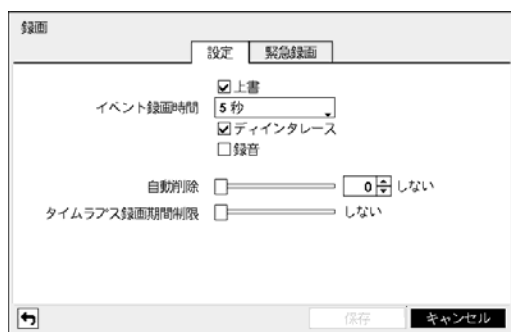 録画
設定 緊急録画
上書
イベント録画時間 5 秒
ディインタレース
録音
自動削除 0 しない
タイムラプス録画期間制限 しない
保存 キャンセル